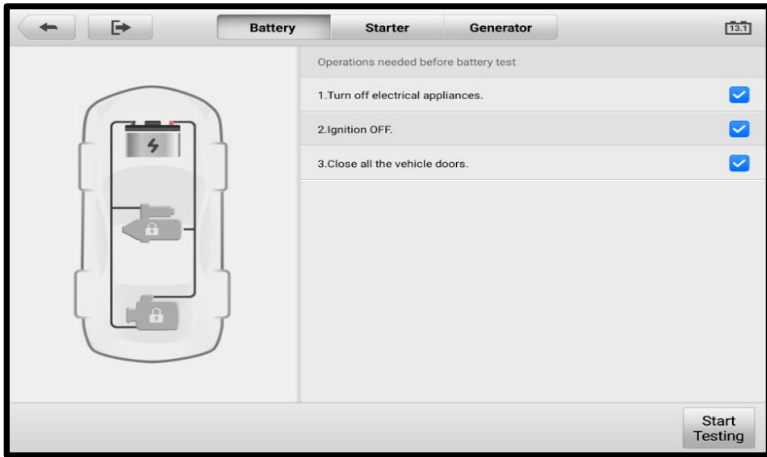 Battery Starter Generator 13.1
Operations needed before battery test
1.Turn off electrical appliances.
2.Ignition OFF.
3.Close all the vehicle doors.
Start
Testing